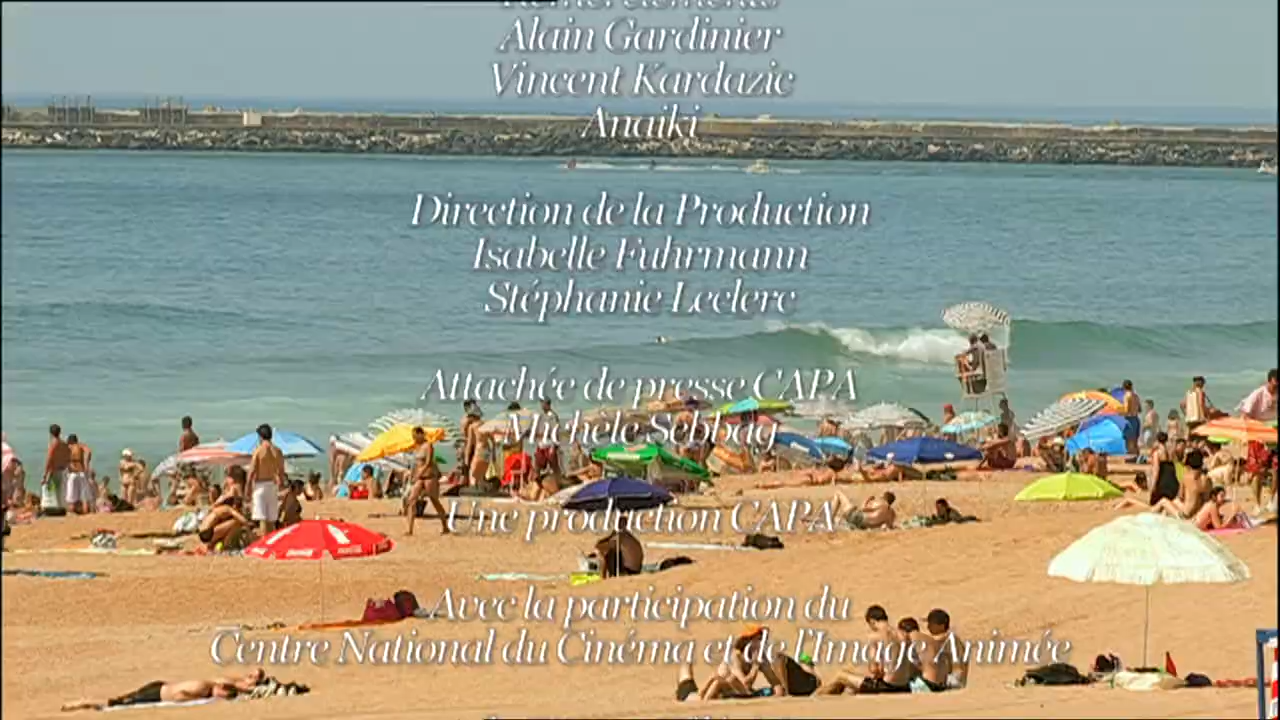 Alain Gardinier
Vincent Kardazic
Anaiki
Direction de la Production
Isabelle Fuhrmann
Stéphanie Leclerc
Attachée de presse CAPA
Michèle Sebbag
Une production CAPA
Avec la participation du
Centre National du Cinéma et de l'Image Animée